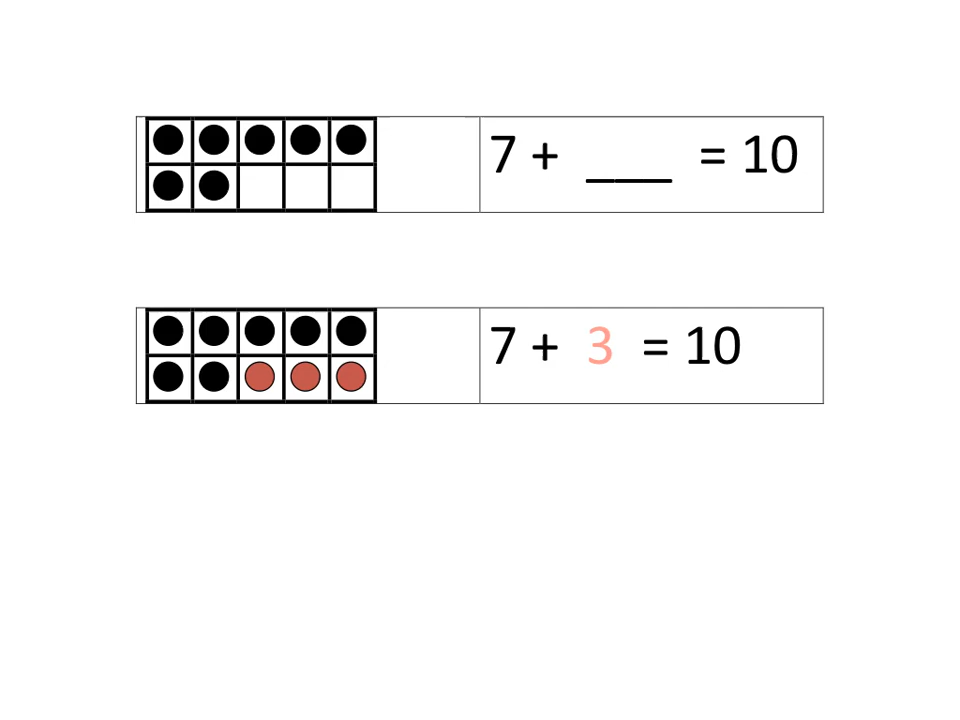 7 + ___ = 10
7 + 3 = 10